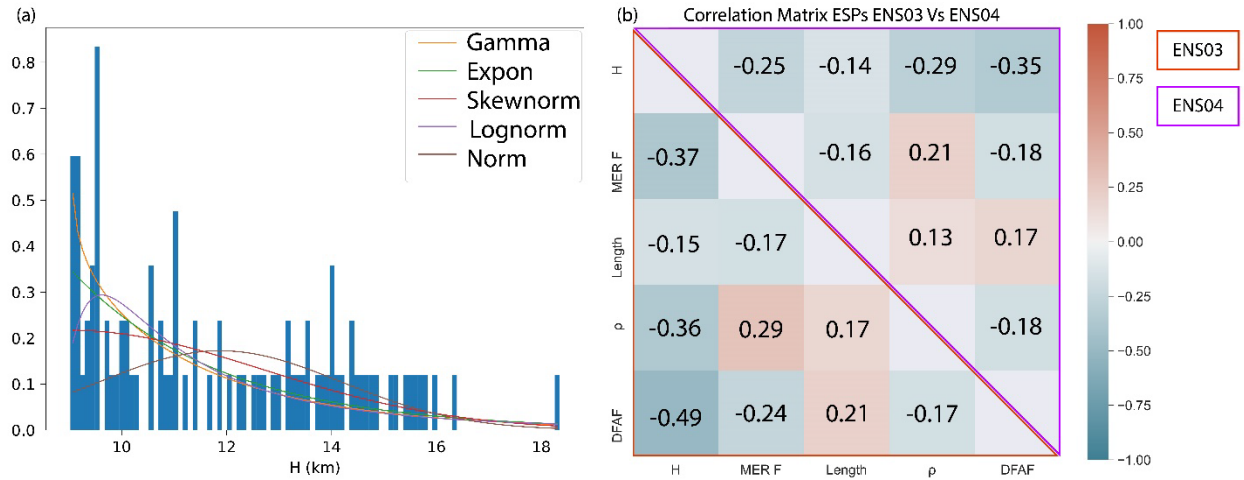 (a)
0.8
0.7
0.6
0.5
0.4
0.3
0.2
0.1
0.0
10
12
14
16
18
H (km)
Gamma
Expon
Skewnorm
Lognorm
Norm
(b)
Correlation Matrix ESPs ENS03 Vs ENS04
H
-0.25 -0.14 -0.29 -0.35
MER F
-0.37 -0.16 0.21 -0.18
Length
-0.15 -0.17 0.13 0.17
ρ
-0.36 0.29 0.17 -0.18
DFAF
-0.49 -0.24 0.21 -0.17
H MER F Length ρ DFAF
1.00
0.75
0.50
0.25
0.00
-0.25
-0.50
-0.75
-1.00
ENS03
ENS04